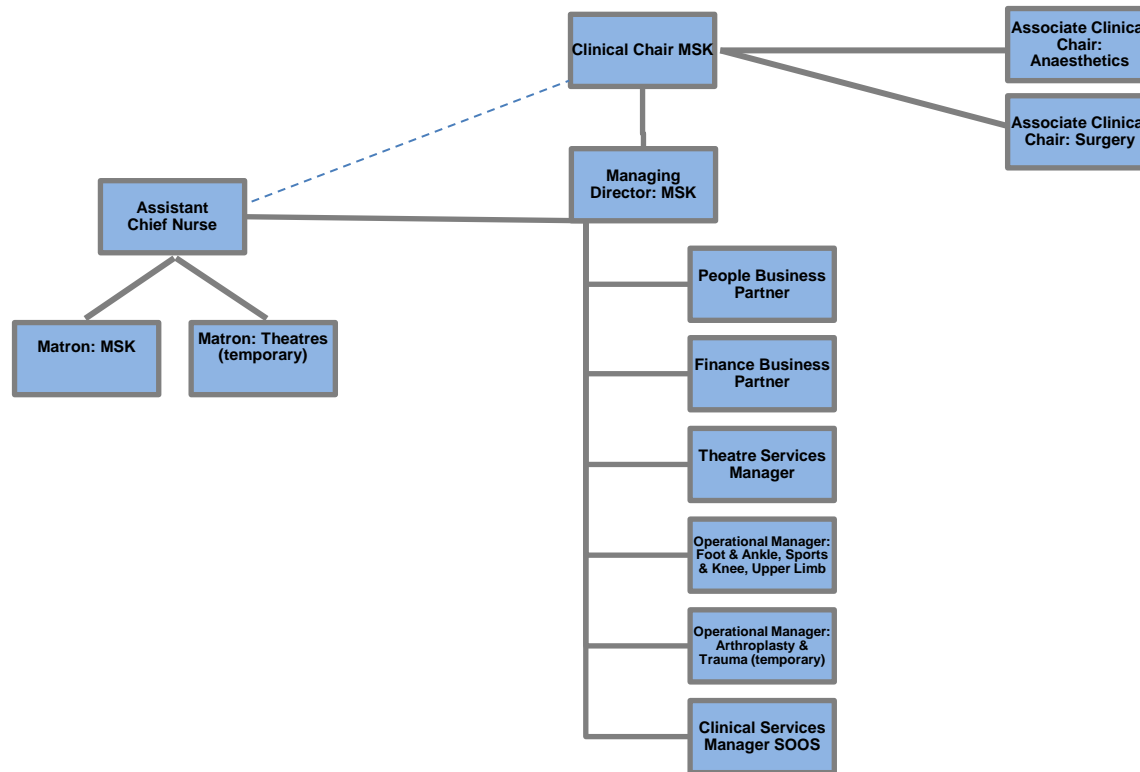 Clinical Chair MSK
Associate Clinical
Chair:
Anaesthetics
Associate Clinical
Chair: Surgery
Managing
Director: MSK
Assistant
Chief Nurse
Matron: MSK
Matron: Theatres
(temporary)
People Business
Partner
Finance Business
Partner
Theatre Services
Manager
Operational Manager:
Foot & Ankle, Sports
& Knee, Upper Limb
Operational Manager:
Arthroplasty &
Trauma (temporary)
Clinical Services
Manager SOOS